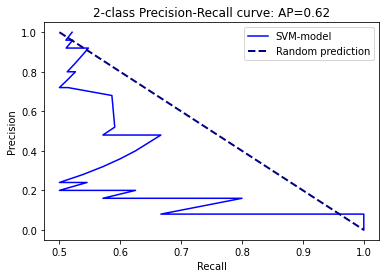 2-class Precision-Recall curve: AP=0.62
SVM-model
Random prediction
Precision
1.0
0.8
0.6
0.4
0.2
0.0
0.5 0.6 0.7 0.8 0.9 1.0
Recall